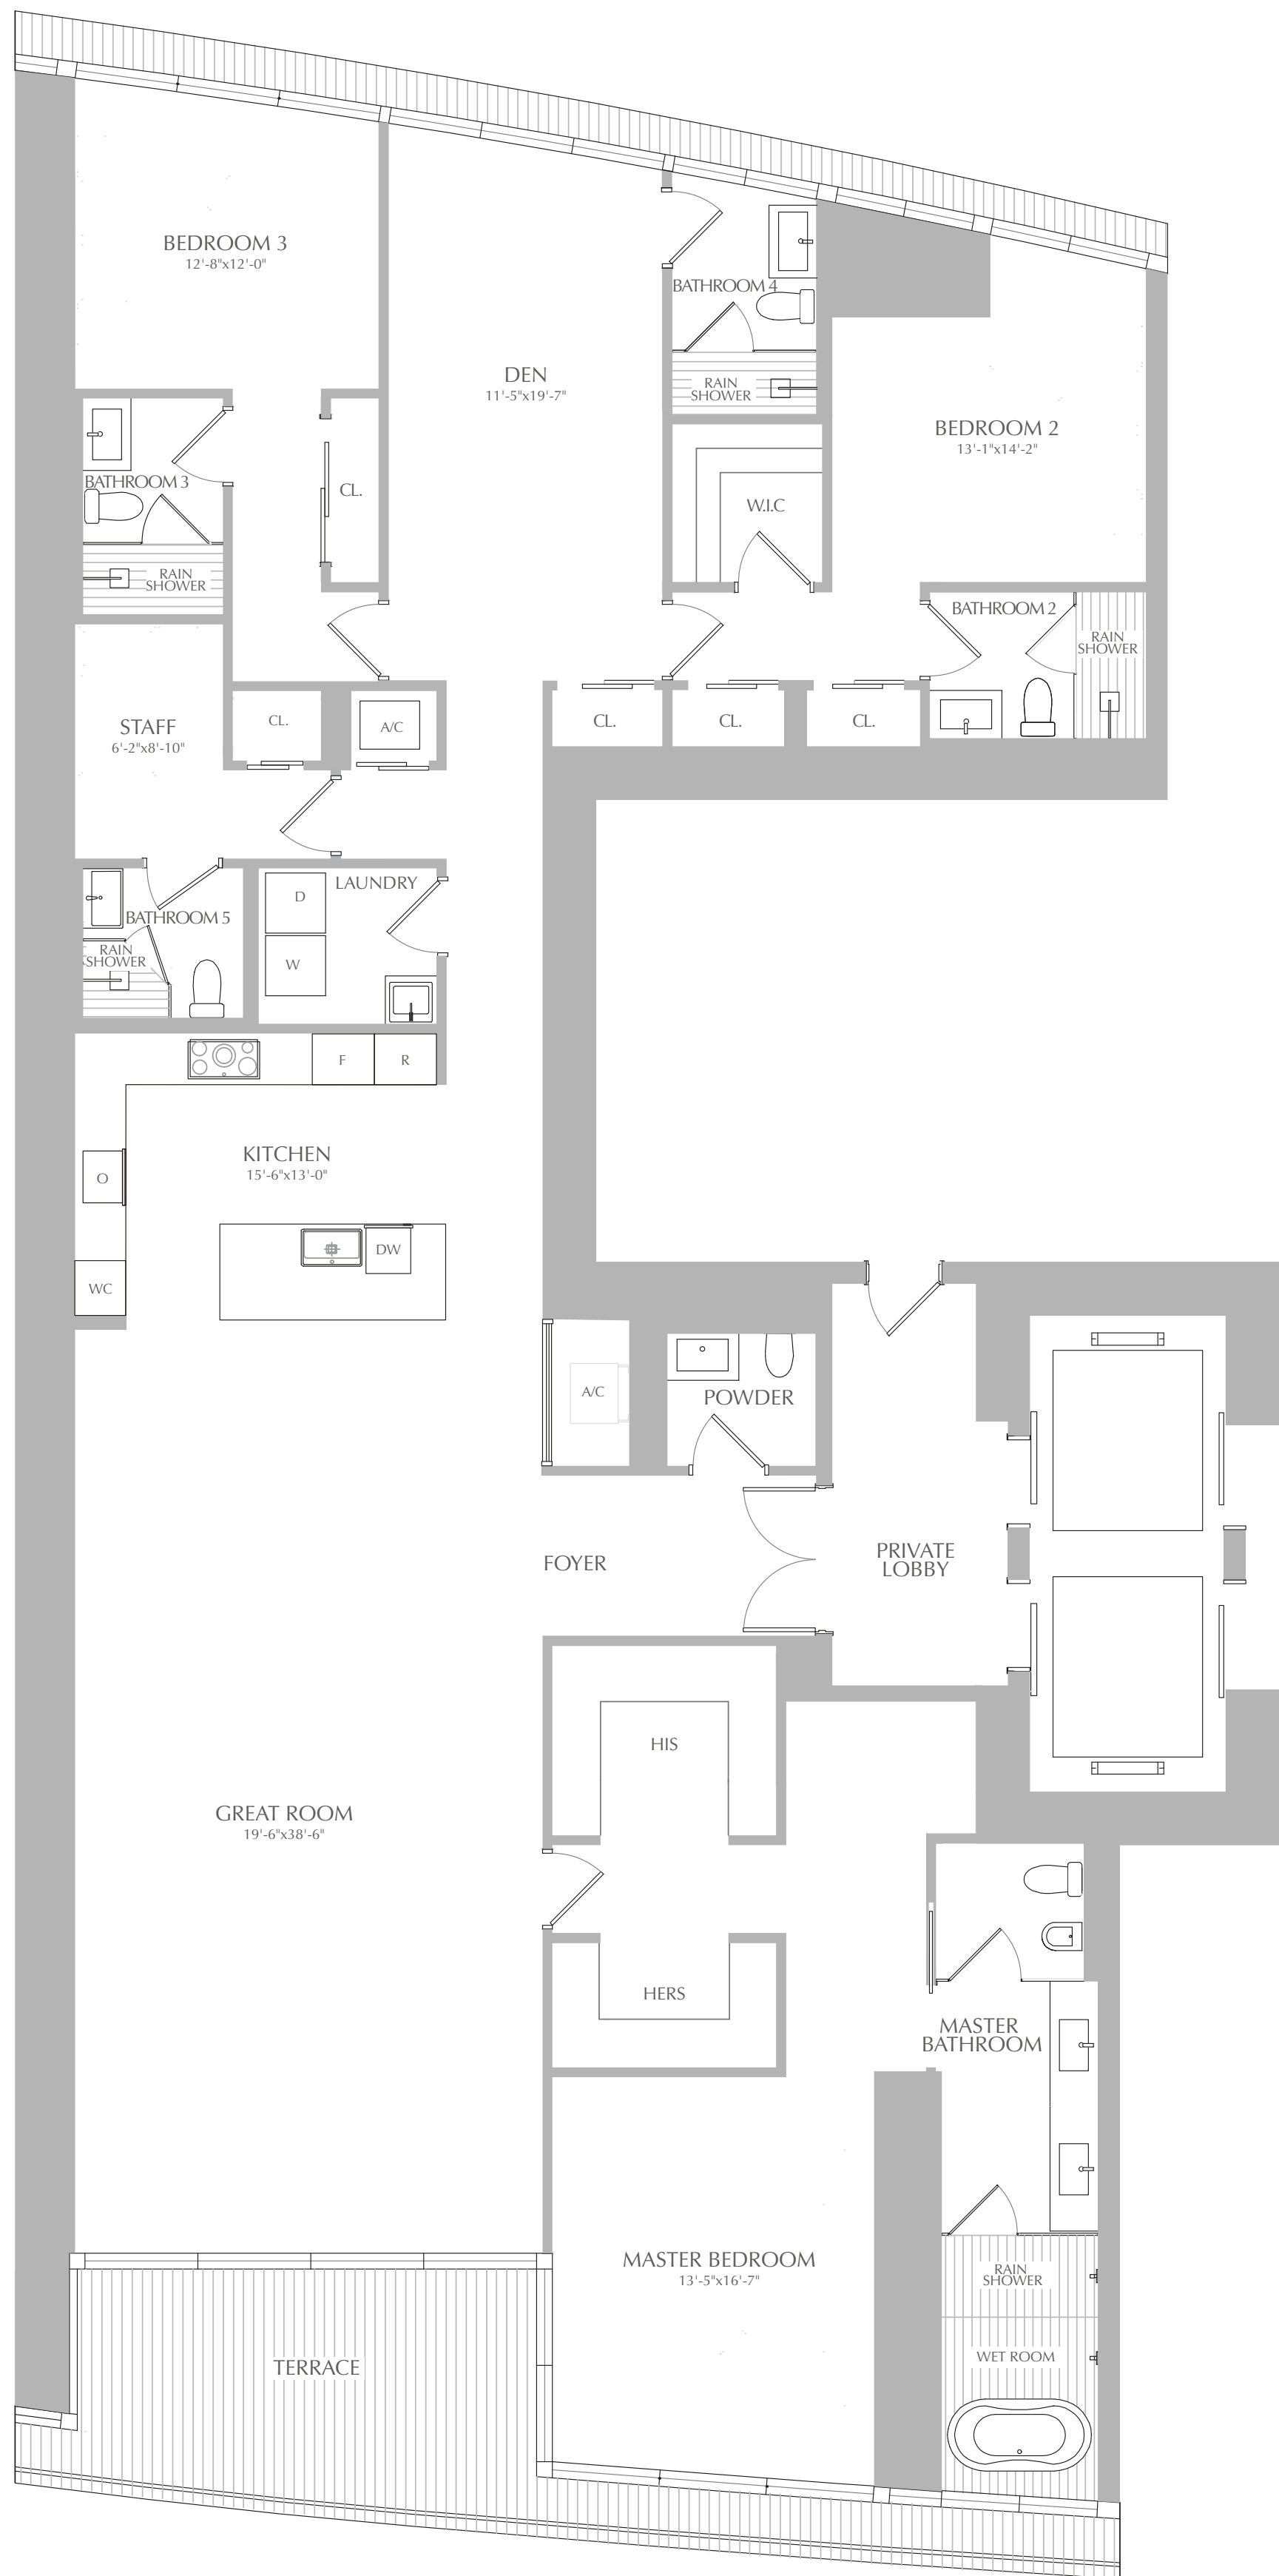 BEDROOM 3
12'-8"x12'-0"
BATHROOM 4
RAIN
SHOWER
DEN
11'-5"x19'-7"
BEDROOM 2
13'-1"x14'-2"
BATHROOM 3
CL.
W.I.C
RAIN
SHOWER
BATHROOM 2
RAIN
SHOWER
STAFF
6'-2"x8'-10"
CL.
A/C
CL.
CL.
CL.
LAUNDRY
D
W
BATHROOM 5
RAIN
SHOWER
F
R
KITCHEN
15'-6"x13'-0"
O
DW
WC
A/C
POWDER
FOYER
PRIVATE
LOBBY
HIS
GREAT ROOM
19'-6"x38'-6"
HERS
MASTER
BATHROOM
MASTER BEDROOM
13'-5"x16'-7"
RAIN
SHOWER
WET ROOM
TERRACE